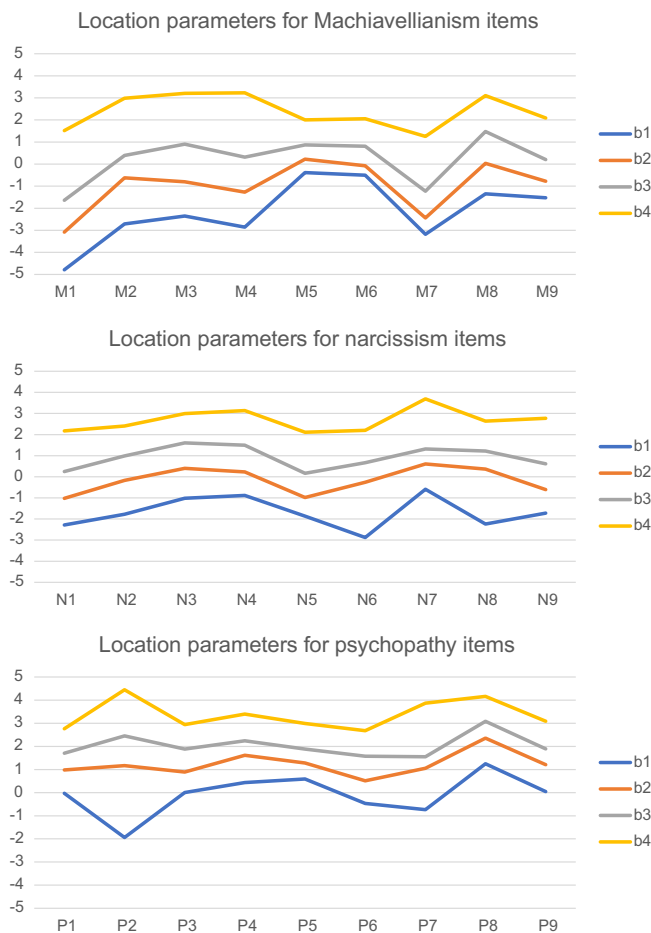 Location parameters for Machiavellianism items
5
4
3
2
1
0
-1
-2
-3
-4
-5
M1 M2 M3 M4 M5 M6 M7 M8 M9
b1
b2
b3
b4
Location parameters for narcissism items
5
4
3
2
1
0
-1
-2
-3
-4
-5
N1 N2 N3 N4 N5 N6 N7 N8 N9
b1
b2
b3
b4
Location parameters for psychopathy items
5
4
3
2
1
0
-1
-2
-3
-4
-5
P1 P2 P3 P4 P5 P6 P7 P8 P9
b1
b2
b3
b4